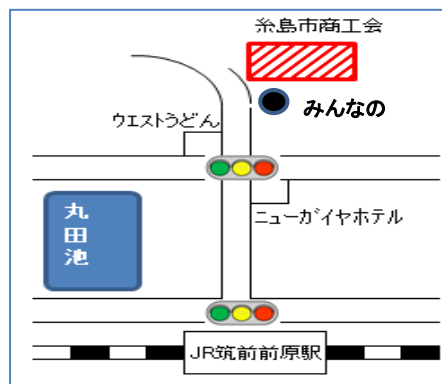 糸島市商工会
みんなの
ウエストうどん
ニューガイヤホテル
丸田池
JR筑前前原駅